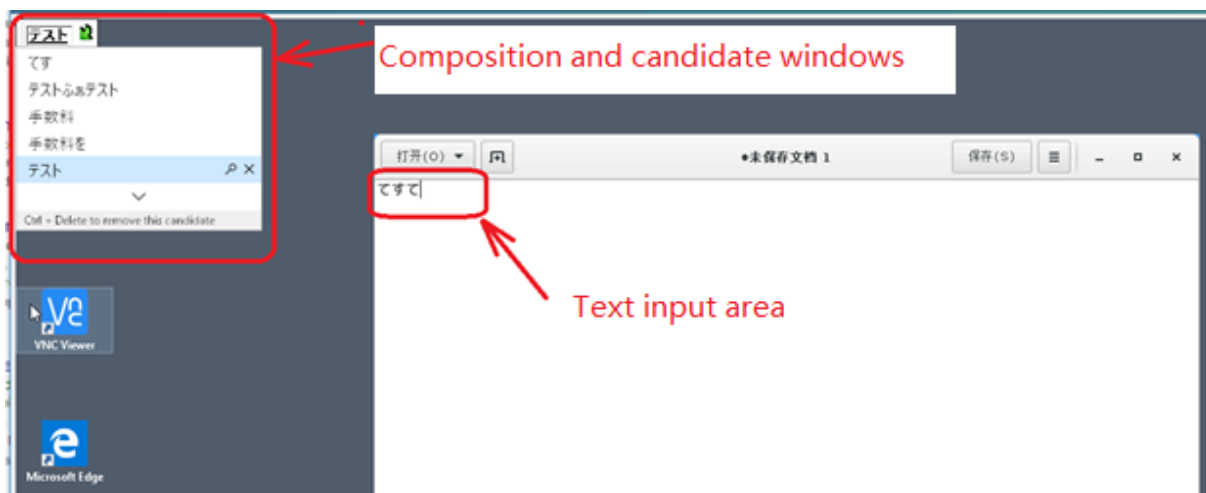 テスト
Composition and candidate windows
てす
テストふぁテスト
手数料
手数料を
テスト
Ctrl + Delete to remove this candidate
打开(O)
•未保存文档 1
保存(S)
てすて
Text input area
VNC Viewer
Microsoft Edge